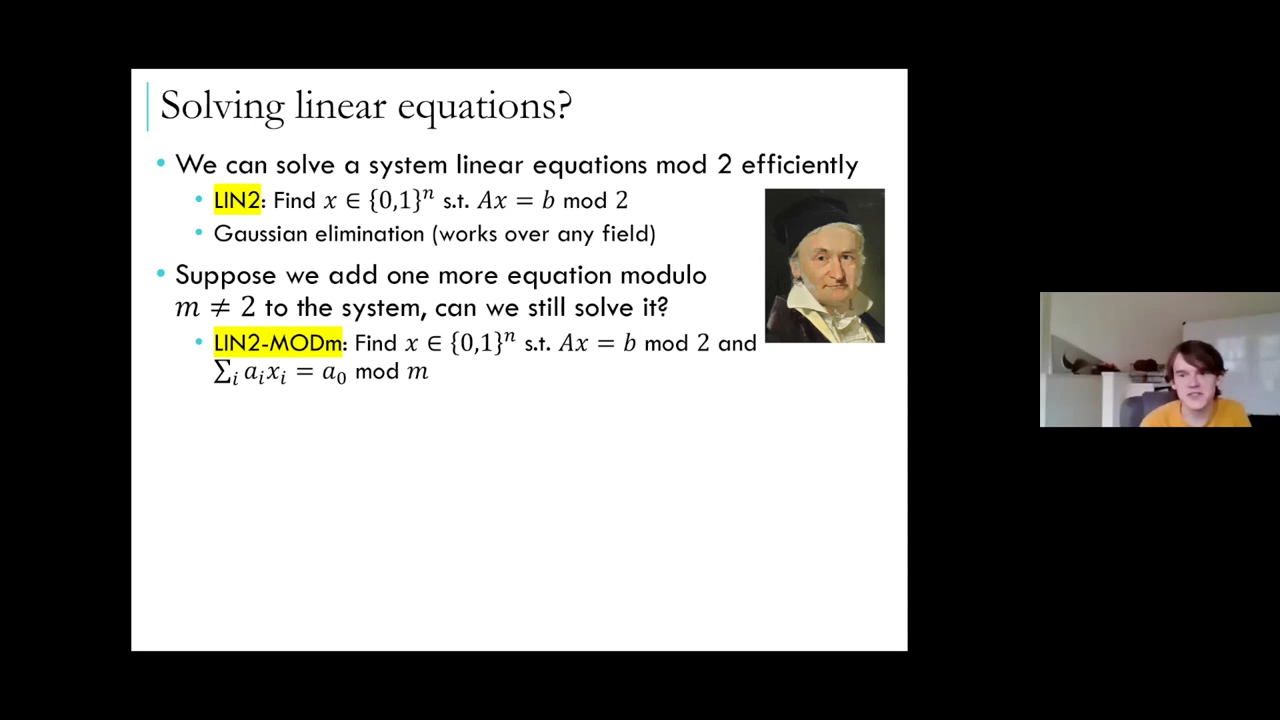 Solving linear equations?
• We can solve a system linear equations mod 2 efficiently
• LIN2: Find 𝑥 ∈ {0,1}ⁿ s.t. 𝐴𝑥 = 𝑏 mod 2
• Gaussian elimination (works over any field)
• Suppose we add one more equation modulo
𝑚 ≠ 2 to the system, can we still solve it?
• LIN2-MODm: Find 𝑥 ∈ {0,1}ⁿ s.t. 𝐴𝑥 = 𝑏 mod 2 and
∑ᵢ 𝑎ᵢ𝑥ᵢ = 𝑎₀ mod 𝑚